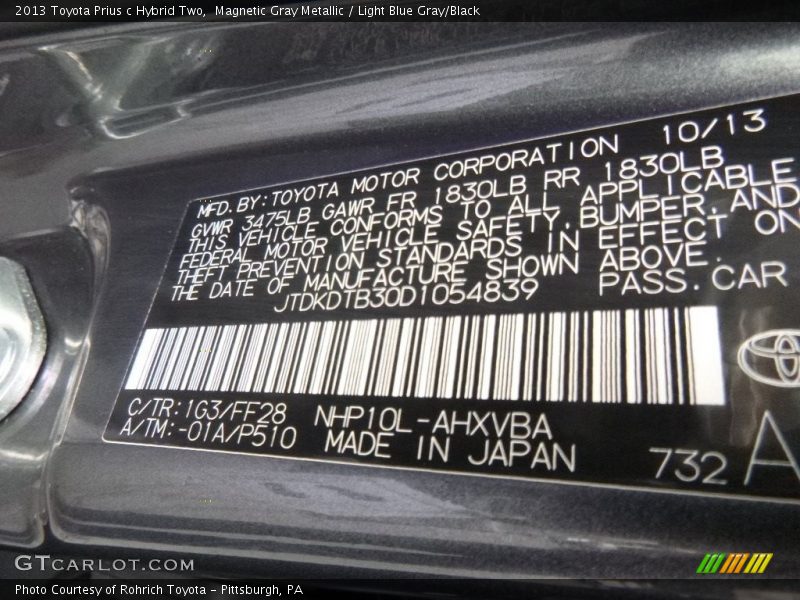 2013 Toyota Prius c Hybrid Two,  Magnetic Gray Metallic / Light Blue Gray/Black
MFD. BY: TOYOTA MOTOR CORPORATION 10/13
GVWR 3475LB GAWR FR 1830LB RR 1830LB
THIS VEHICLE CONFORMS TO ALL APPLICABLE
FEDERAL MOTOR VEHICLE SAFETY, BUMPER, AND
THEFT PREVENTION STANDARDS IN EFFECT ON
THE DATE OF MANUFACTURE SHOWN ABOVE.
JTDKDTB30D1054839 PASS. CAR
C/TR: 1G3/FF28 NHP10L-AHXVBA
A/TM: -01A/P510 MADE IN JAPAN
732 A
GTCARLOT.COM
Photo Courtesy of Rohrich Toyota - Pittsburgh, PA